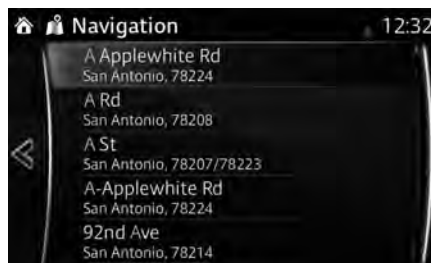 Navigation 12:32
A Applewhite Rd
San Antonio, 78224
A Rd
San Antonio, 78208
A St
San Antonio, 78207/78223
A-Applewhite Rd
San Antonio, 78224
92nd Ave
San Antonio, 78214